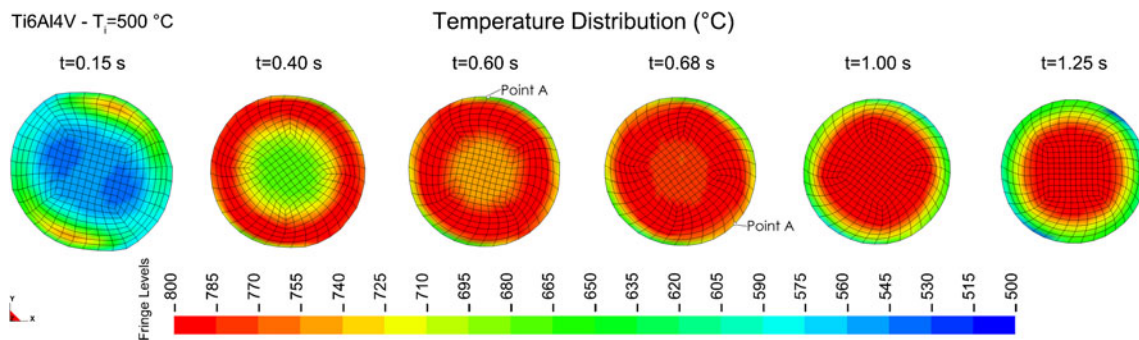 Ti6Al4V - Ti=500 °C
Temperature Distribution (°C)
t=0.15 s
t=0.40 s
t=0.60 s
t=0.68 s
t=1.00 s
t=1.25 s
Point A
Point A
Y
X
Fringe Levels
800
785
770
755
740
725
710
695
680
665
650
635
620
605
590
575
560
545
530
515
500